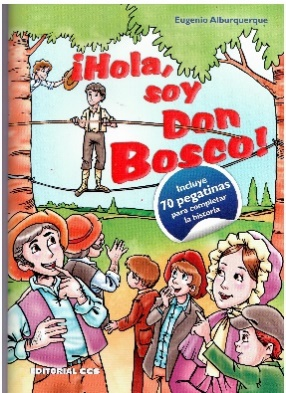 Eugenio Alburquerque
¡Hola,
soy
Don
Bosco!
Incluye
70 pegatinas
para completar
la historia
EDITORIAL CCS